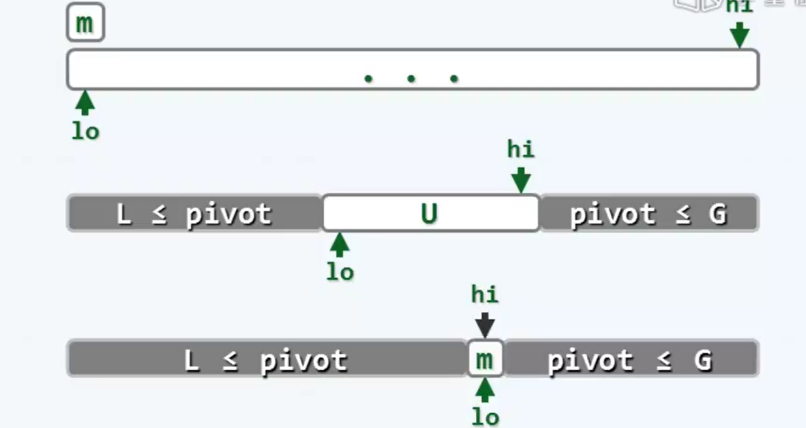 m
hi
. . .
lo
hi
L ≤ pivot U pivot ≤ G
lo
hi
L ≤ pivot m pivot ≤ G
lo